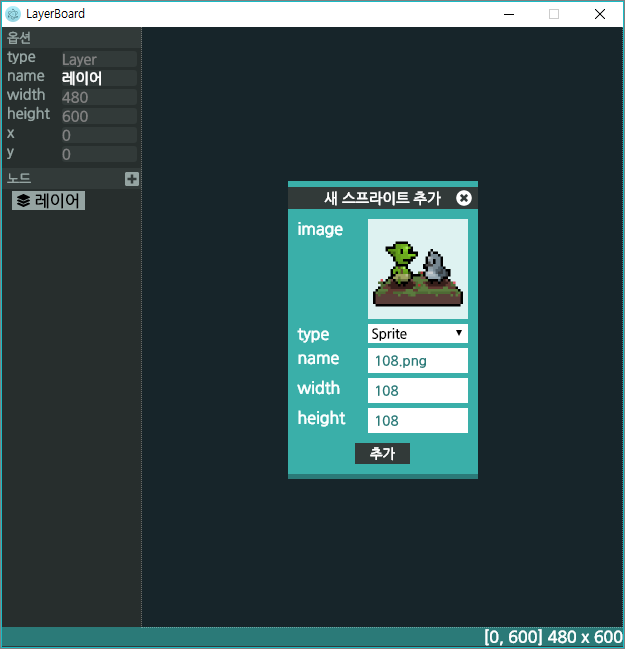 LayerBoard
옵션
type Layer
name 레이어
width 480
height 600
x 0
y 0
노드
레이어
새 스프라이트 추가
image
type Sprite
name 108.png
width 108
height 108
추가
[0, 600] 480 x 600